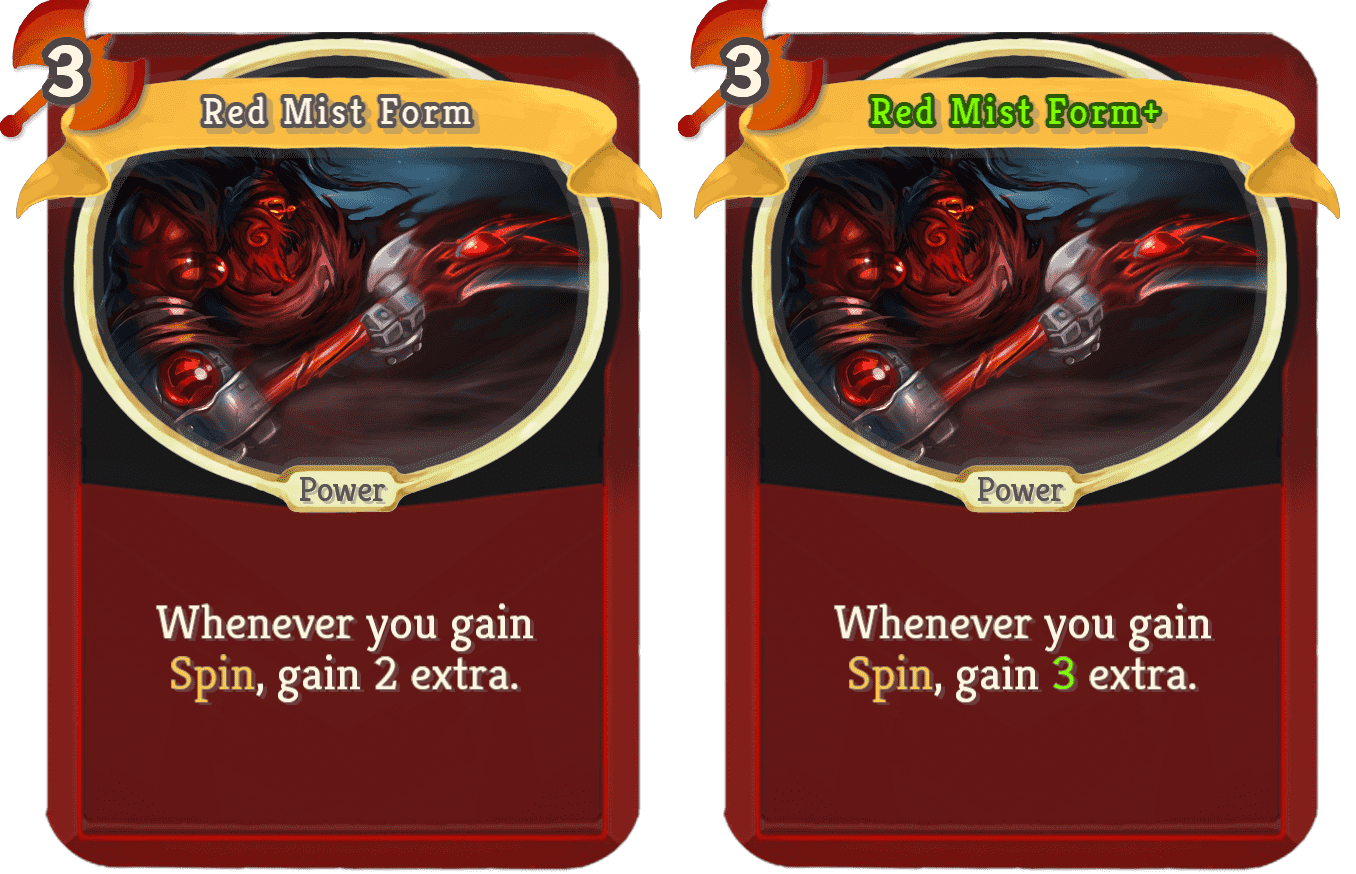 3
Red Mist Form
Power
Whenever you gain
Spin, gain 2 extra.
3
Red Mist Form+
Power
Whenever you gain
Spin, gain 3 extra.